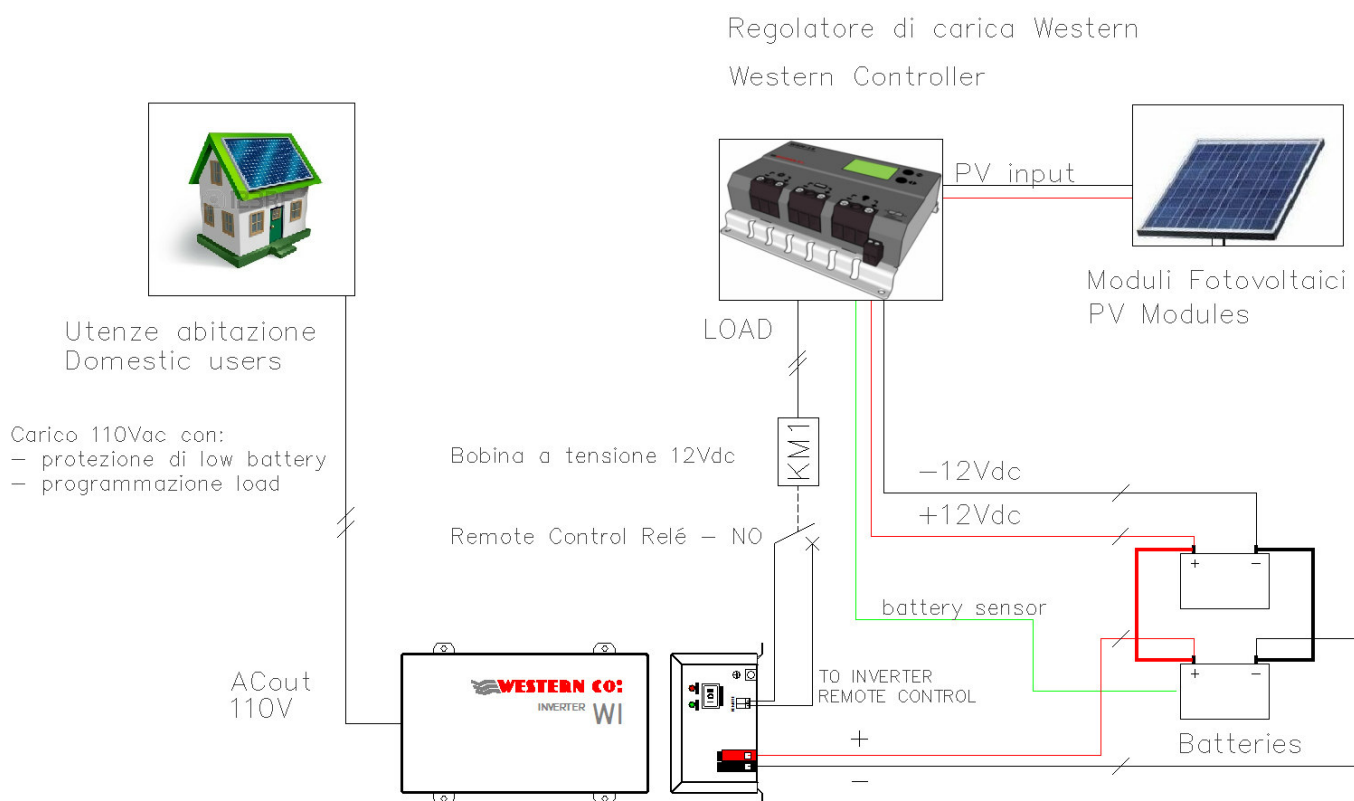 Regolatore di carica Western
Western Controller
PV input
Moduli Fotovoltaici
PV Modules
Utenze abitazione
Domestic users
LOAD
Carico 110Vac con:
– protezione di low battery
– programmazione load
Bobina a tensione 12Vdc
KM1
–12Vdc
+12Vdc
Remote Control Relé – NO
+ –
battery sensor
+ –
ACout
110V
WESTERN CO:
INVERTER WI
TO INVERTER
REMOTE CONTROL
+
–
Batteries